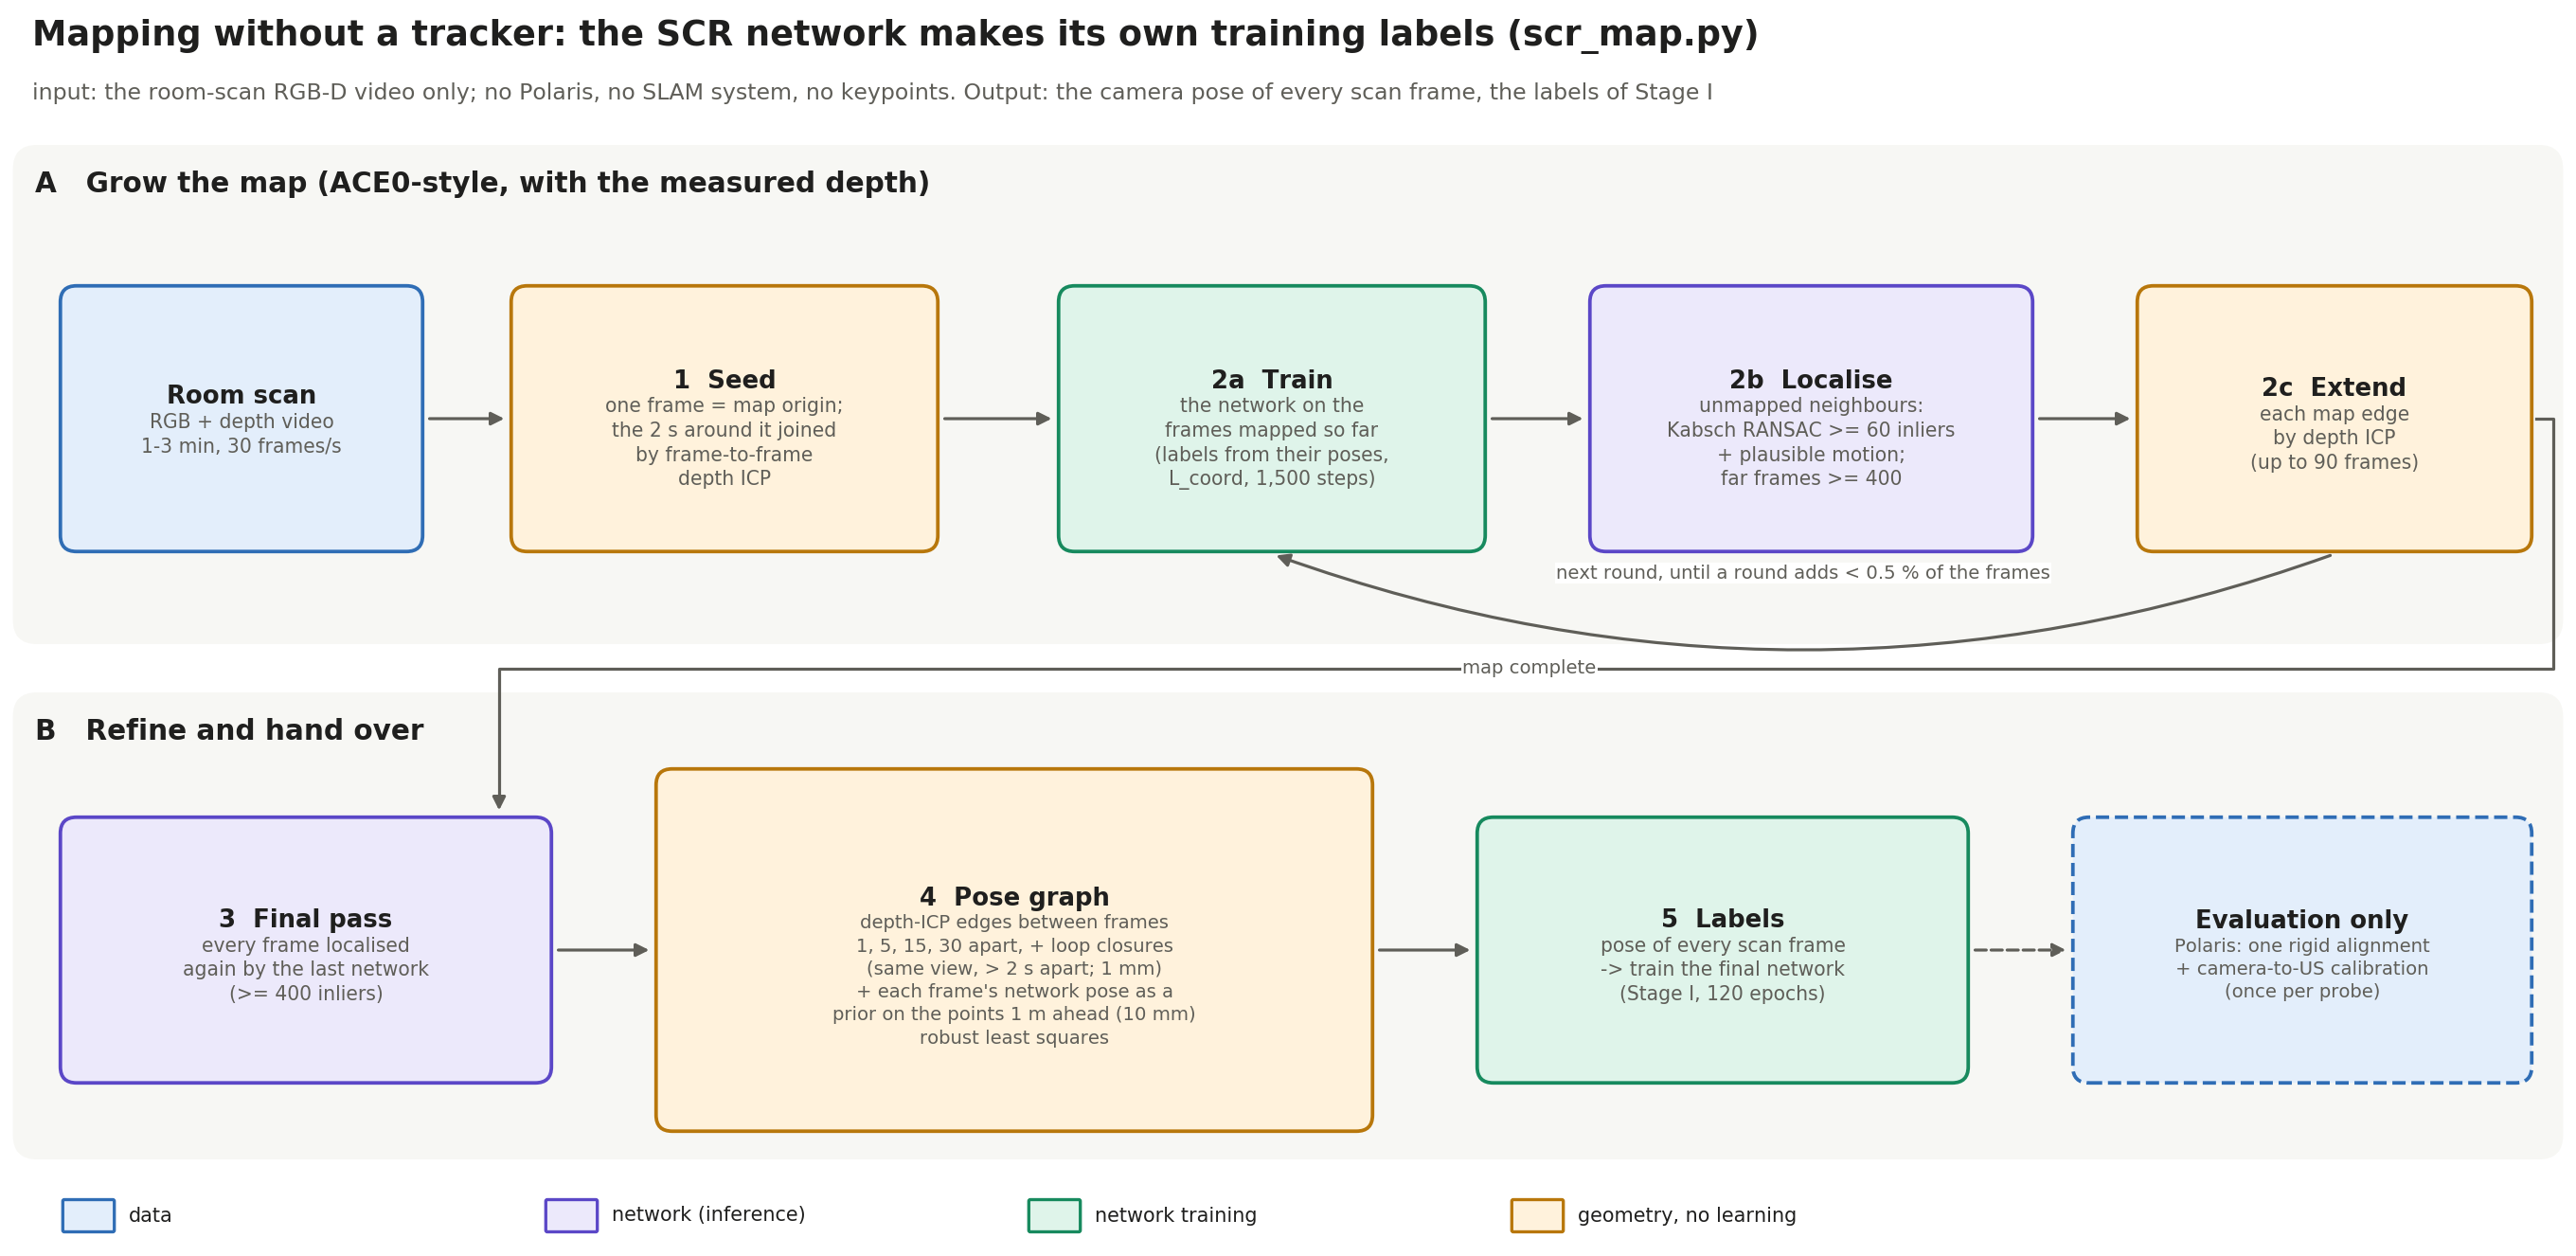 Mapping without a tracker: the SCR network makes its own training labels (scr_map.py)
input: the room-scan RGB-D video only; no Polaris, no SLAM system, no keypoints. Output: the camera pose of every scan frame, the labels of Stage I
A Grow the map (ACE0-style, with the measured depth)
Room scan
RGB + depth video
1-3 min, 30 frames/s
1 Seed
one frame = map origin;
the 2 s around it joined
by frame-to-frame
depth ICP
2a Train
the network on the
frames mapped so far
(labels from their poses,
L_coord, 1,500 steps)
2b Localise
unmapped neighbours:
Kabsch RANSAC >= 60 inliers
+ plausible motion;
far frames >= 400
2c Extend
each map edge
by depth ICP
(up to 90 frames)
next round, until a round adds < 0.5 % of the frames
map complete
B Refine and hand over
3 Final pass
every frame localised
again by the last network
(>= 400 inliers)
4 Pose graph
depth-ICP edges between frames
1, 5, 15, 30 apart, + loop closures
(same view, > 2 s apart; 1 mm)
+ each frame's network pose as a
prior on the points 1 m ahead (10 mm)
robust least squares
5 Labels
pose of every scan frame
-> train the final network
(Stage I, 120 epochs)
Evaluation only
Polaris: one rigid alignment
+ camera-to-US calibration
(once per probe)
data
network (inference)
network training
geometry, no learning